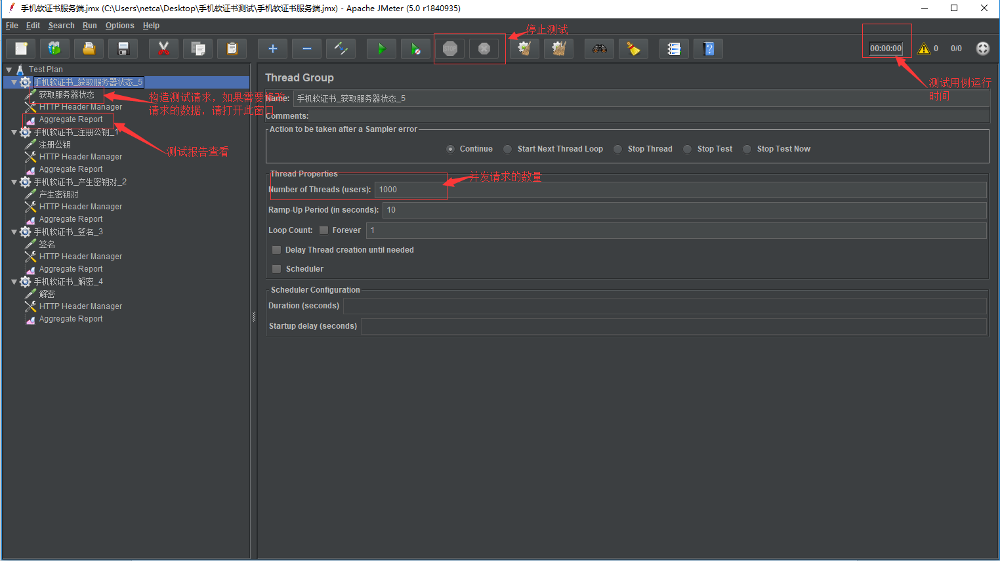 手机软证书服务端.jmx (C:\Users\netca\Desktop\手机软证书测试\手机软证书服务端.jmx) - Apache JMeter (5.0 r1840935)
File Edit Search Run Options Help
停止测试
STOP
00:00:00
0
0/0
测试用例运行
时间
Test Plan
手机软证书_获取服务器状态_5
获取服务器状态
HTTP Header Manager
Aggregate Report
手机软证书_注册公钥_1
注册公钥
HTTP Header Manager
Aggregate Report
手机软证书_产生密钥对_2
产生密钥对
HTTP Header Manager
Aggregate Report
手机软证书_签名_3
签名
HTTP Header Manager
Aggregate Report
手机软证书_解密_4
解密
HTTP Header Manager
Aggregate Report
构造测试请求，如果需要修改
请求的数据，请打开此窗口
测试报告查看
Thread Group
Name: 手机软证书_获取服务器状态_5
Comments:
Action to be taken after a Sampler error
Continue Start Next Thread Loop Stop Thread Stop Test Stop Test Now
Thread Properties
并发请求的数量
Number of Threads (users): 1000
Ramp-Up Period (in seconds): 10
Loop Count: Forever 1
Delay Thread creation until needed
Scheduler
Scheduler Configuration
Duration (seconds)
Startup delay (seconds)